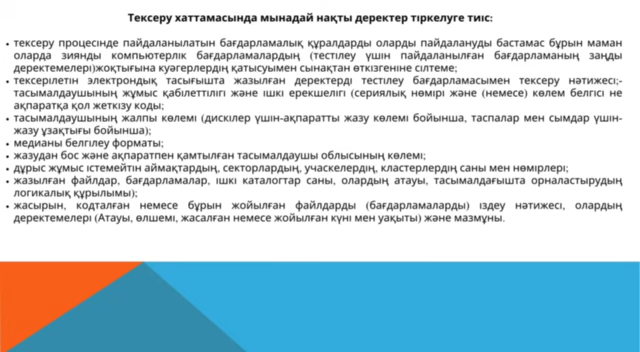 Тексеру хаттамасында мынадай нақты деректер тіркелуге тиіс:
• тексеру процесінде пайдаланылатын бағдарламалық құралдарды оларды пайдалануды бастамас бұрын маман
оларда зиянды компьютерлік бағдарламалардың (тестілеу үшін пайдаланылған бағдарламаның заңды
деректемелері)жоқтығына куәгерлердің қатысуымен сынақтан өткізгеніне сілтеме;
• тексерілетін электрондық тасығышта жазылған деректерді тестілеу бағдарламасымен тексеру нәтижесі;-
тасымалдаушының жұмыс қабілеттілігі және ішкі ерекшелігі (сериялық нөмірі және (немесе) көлем белгісі не
ақпаратқа қол жеткізу коды;
• тасымалдаушының жалпы көлемі (дискілер үшін-ақпаратты жазу көлемі бойынша, таспалар мен сымдар үшін-
жазу ұзақтығы бойынша);
• медианы белгілеу форматы;
• жазудан бос және ақпаратпен қамтылған тасымалдаушы облысының көлемі;
• дұрыс жұмыс істемейтін аймақтардың, секторлардың, учаскелердің, кластерлердің саны мен нөмірлері;
• жазылған файлдар, бағдарламалар, ішкі каталогтар саны, олардың атауы, тасымалдағышта орналастырудың
логикалық құрылымы);
• жасырын, кодталған немесе бұрын жойылған файлдарды (бағдарламаларды) іздеу нәтижесі, олардың
деректемелері (Атауы, өлшемі, жасалған немесе жойылған күні мен уақыты) және мазмұны.